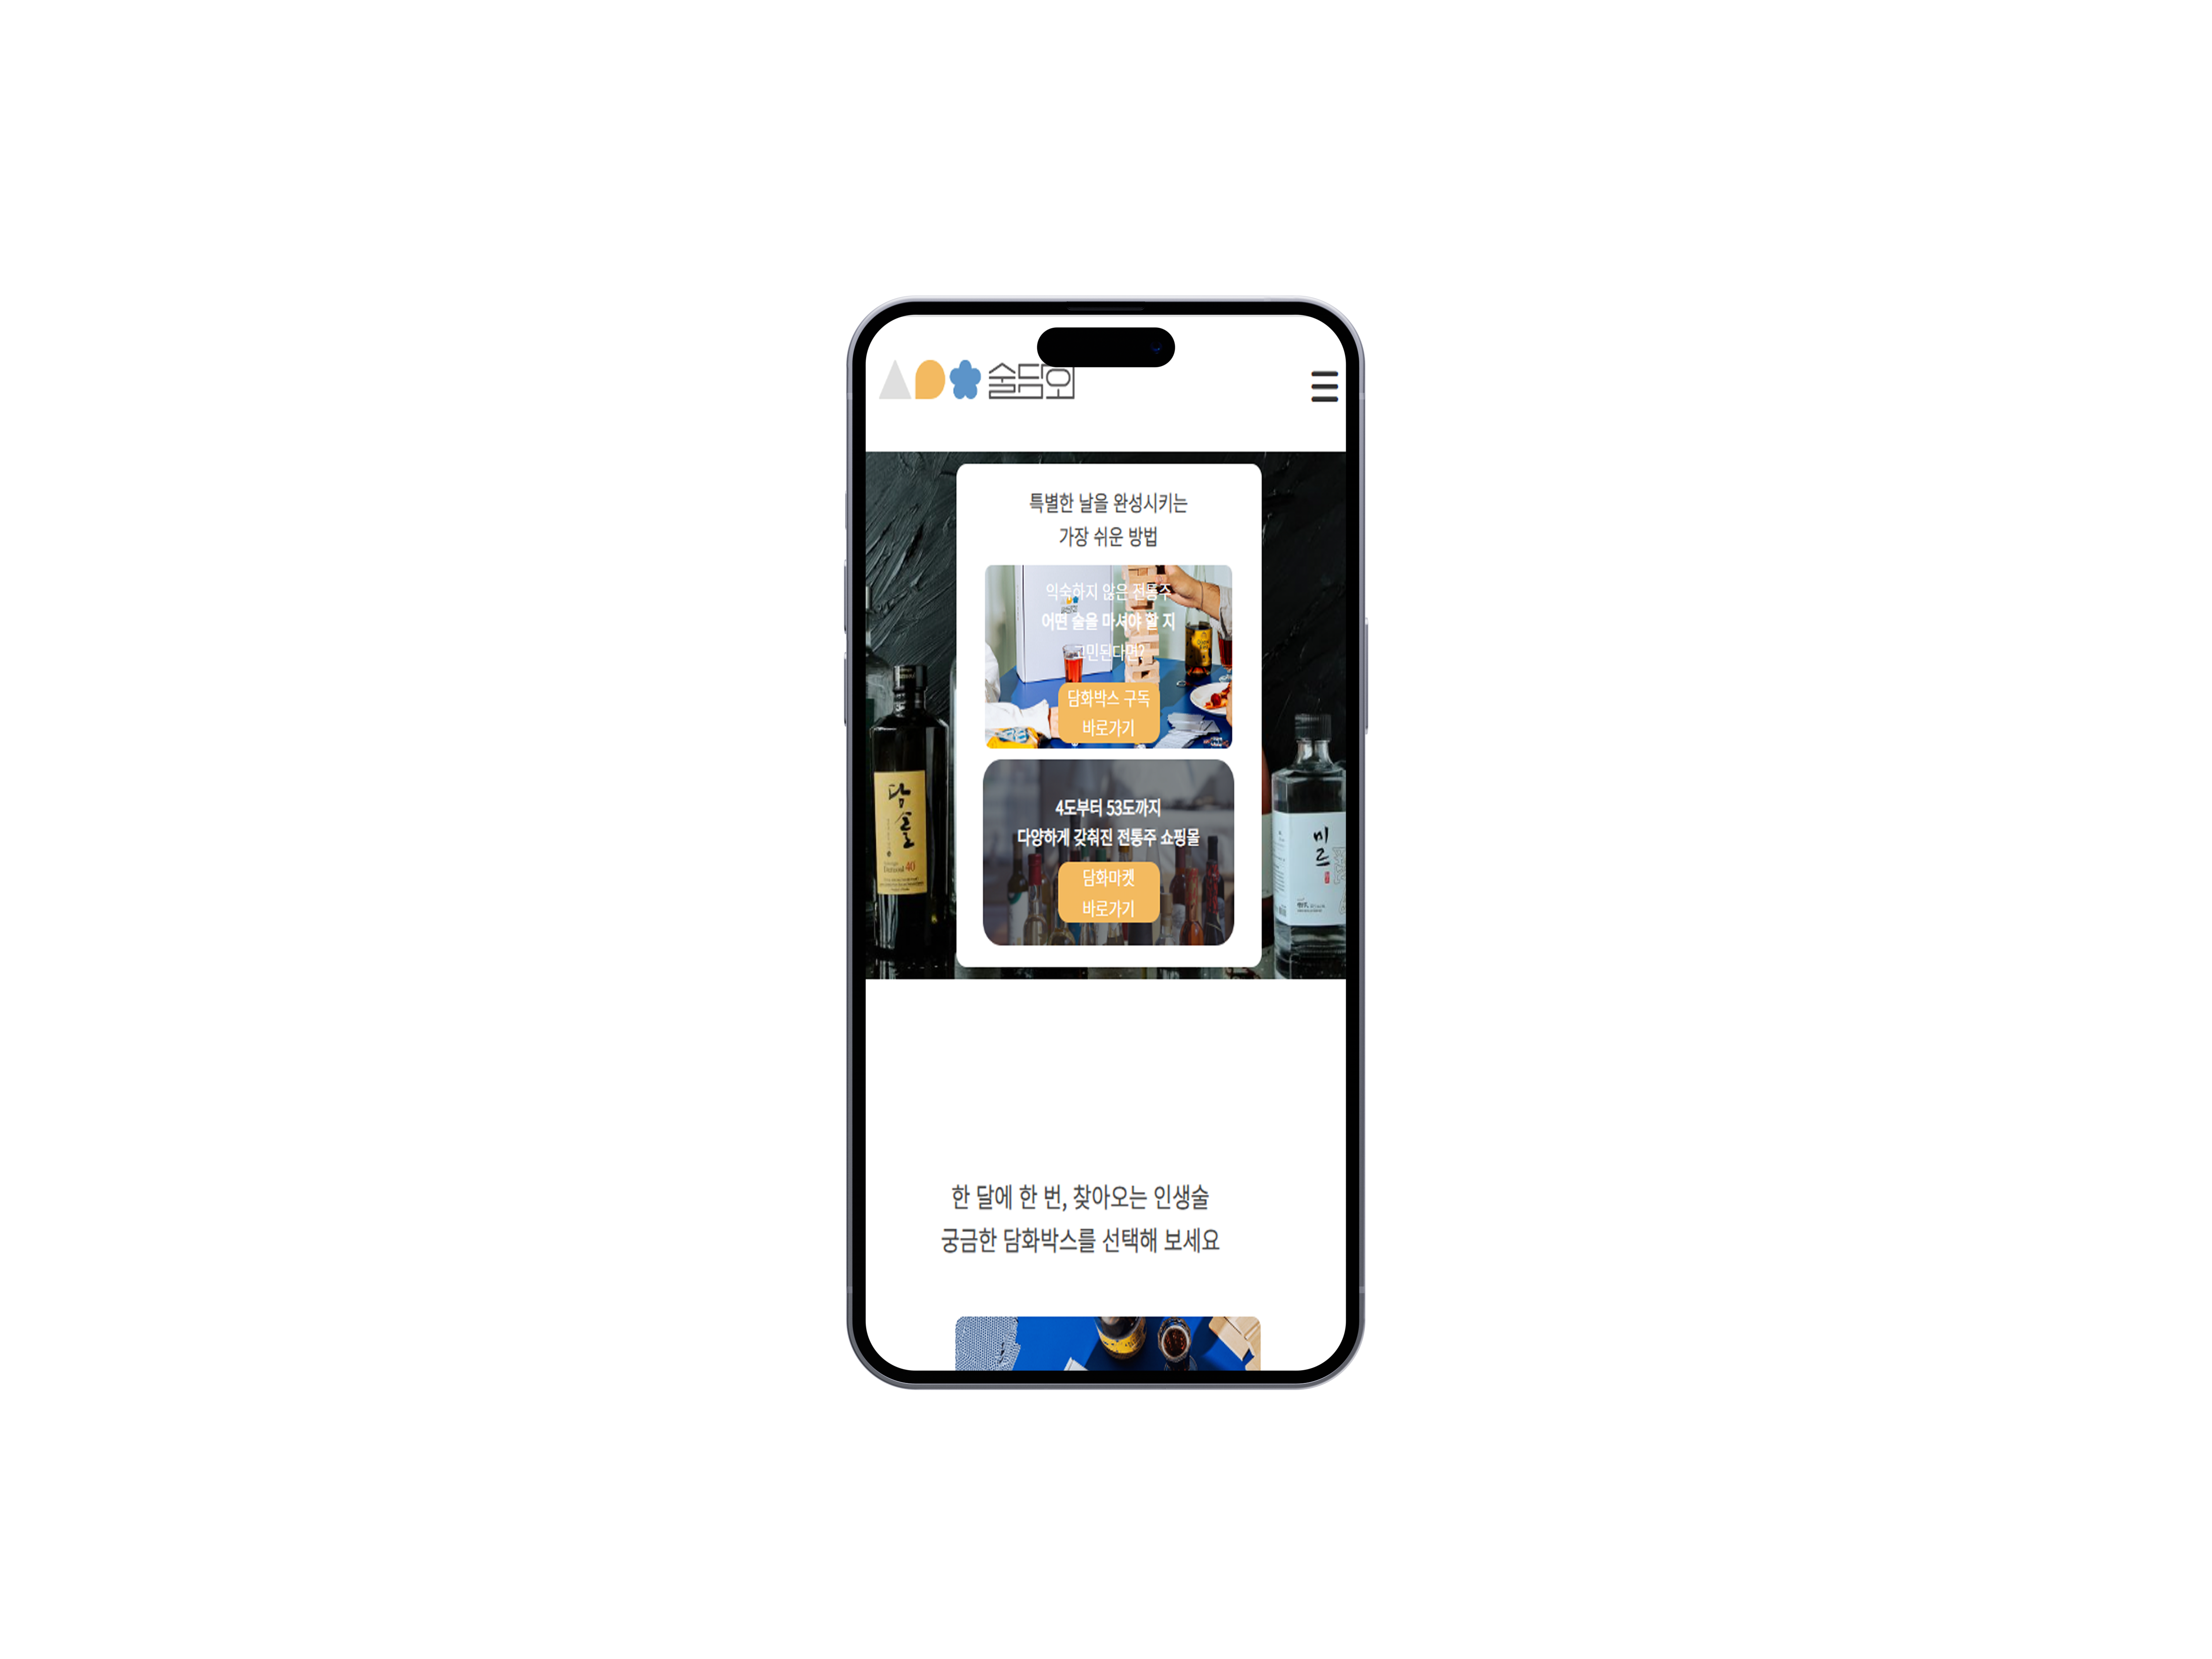 술담화
특별한 날을 완성시키는
가장 쉬운 방법
익숙하지 않은 전통주
어떤 술을 마셔야 할 지
고민된다면?
담화박스 구독
바로가기
4도부터 53도까지
다양하게 갖춰진 전통주 쇼핑몰
담화마켓
바로가기
담솔
40
미르
한 달에 한 번, 찾아오는 인생술
궁금한 담화박스를 선택해 보세요